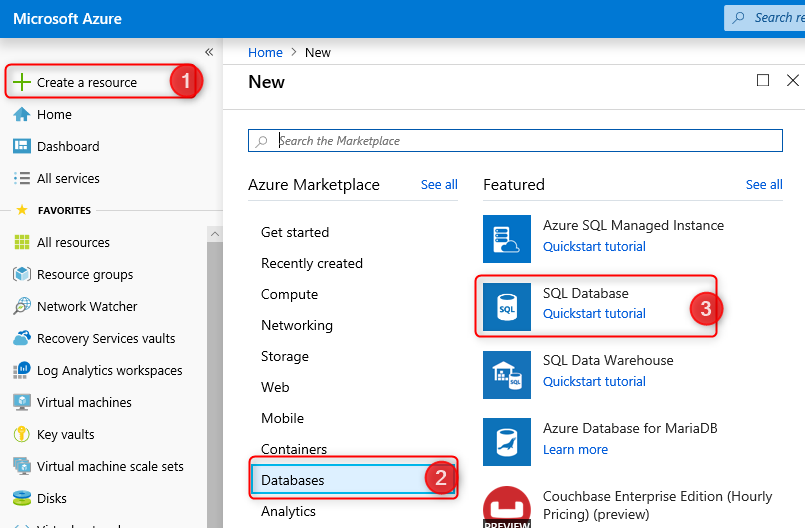 Microsoft Azure
Search re
«
Create a resource
1
Home
Dashboard
All services
FAVORITES
All resources
Resource groups
Network Watcher
Recovery Services vaults
Log Analytics workspaces
Virtual machines
Key vaults
Virtual machine scale sets
Disks
Home > New
New
Search the Marketplace
Azure Marketplace
See all
Get started
Recently created
Compute
Networking
Storage
Web
Mobile
Containers
Databases
2
Analytics
Featured
See all
Azure SQL Managed Instance
Quickstart tutorial
SQL
SQL Database
Quickstart tutorial
3
SQL
SQL Data Warehouse
Quickstart tutorial
Azure Database for MariaDB
Learn more
PREVIEW
Couchbase Enterprise Edition (Hourly
Pricing) (preview)